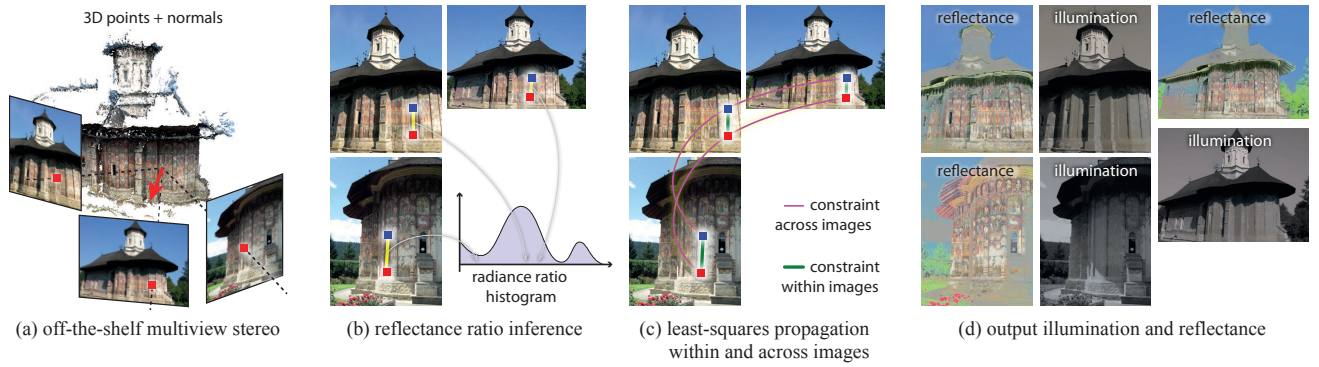 3D points + normals
(a) off-the-shelf multiview stereo
radiance ratio
histogram
(b) reflectance ratio inference
constraint
across images
constraint
within images
(c) least-squares propagation
within and across images
reflectance
illumination
reflectance
reflectance
illumination
illumination
(d) output illumination and reflectance